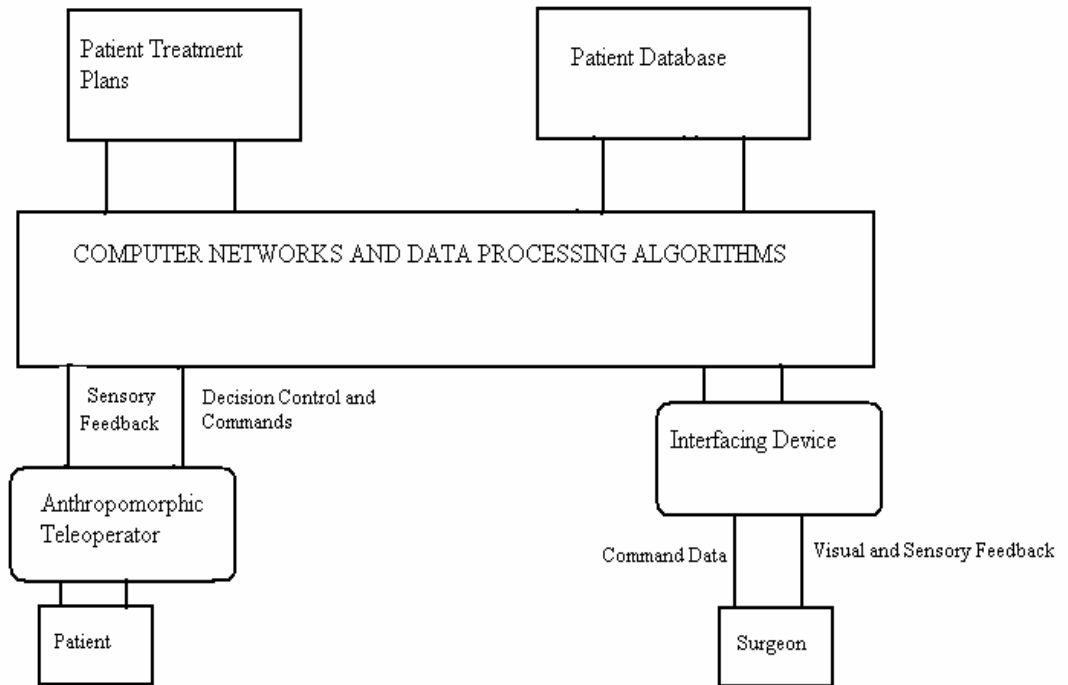 Patient Treatment
Plans
Patient Database
COMPUTER NETWORKS AND DATA PROCESSING ALGORITHMS
Sensory
Feedback
Decision Control and
Commands
Interfacing Device
Anthropomorphic
Teleoperator
Command Data
Visual and Sensory Feedback
Patient
Surgeon